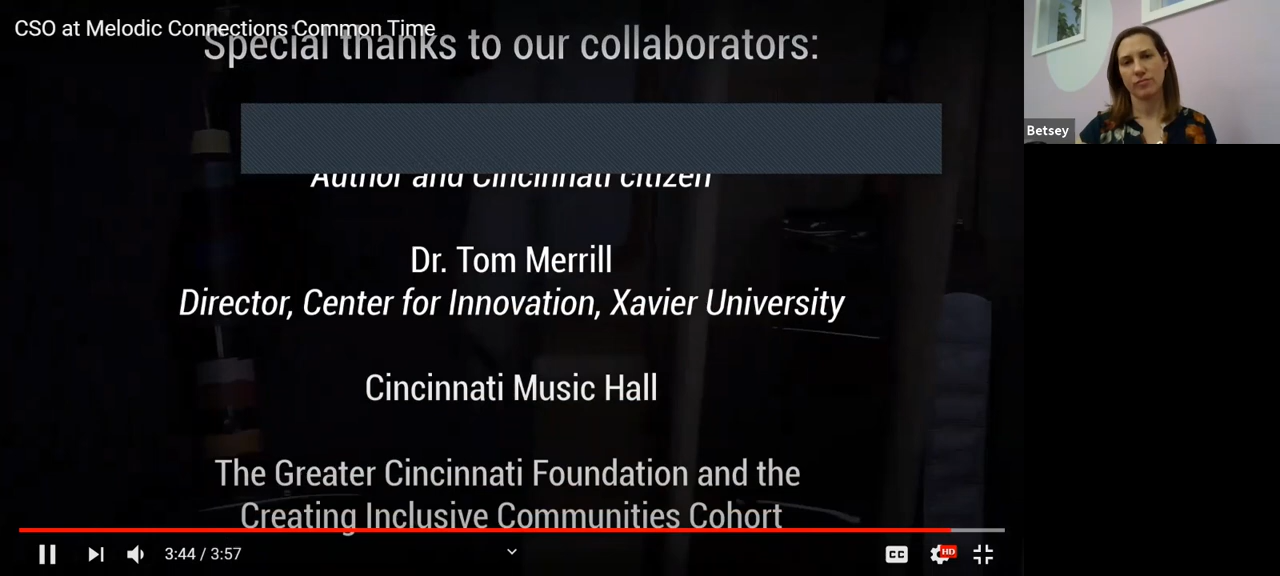 CSO at Melodic Connections Common Time
Special thanks to our collaborators:
Author and Cincinnati citizen
Dr. Tom Merrill
Director, Center for Innovation, Xavier University
Cincinnati Music Hall
The Greater Cincinnati Foundation and the
Creating Inclusive Communities Cohort
3:44 / 3:57
CC
HD
Betsey